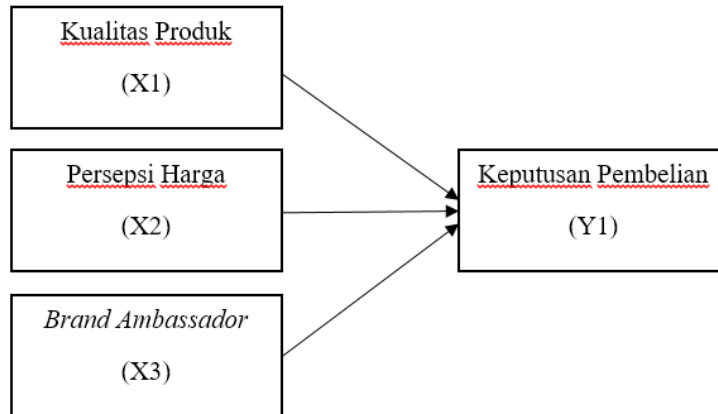 Kualitas Produk
(X1)
Persepsi Harga
(X2)
Brand Ambassador
(X3)
Keputusan Pembelian
(Y1)